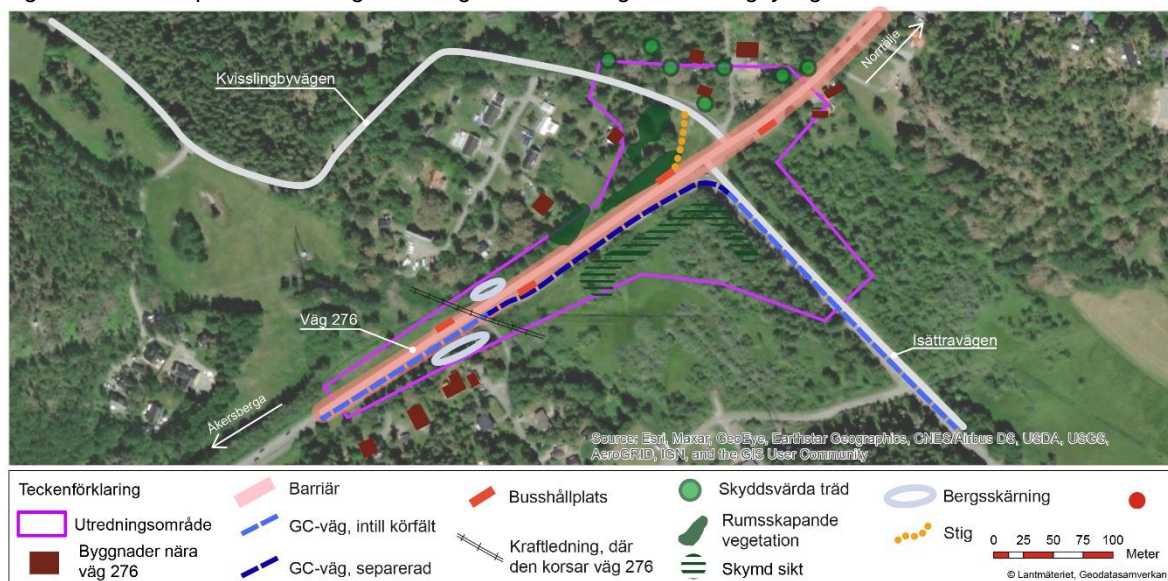 Kvisslingbyvägen
Norrtälje
Väg 276
Isättravägen
Åkersberga
Source: Esri, Maxar, GeoEye, Earthstar Geographics, CNES/Airbus DS, USDA, USGS,
AeroGRID, IGN, and the GIS User Community
Teckenförklaring
Utredningsområde
Byggnader nära
väg 276
Barriär
GC-väg, intill körfält
GC-väg, separerad
Busshållplats
Kraftledning, där
den korsar väg 276
Skyddsvärda träd
Rumsskapande
vegetation
Skymd sikt
Bergsskärning
Stig
0 25 50 75 100
Meter
© Lantmäteriet, Geodatasamverkan